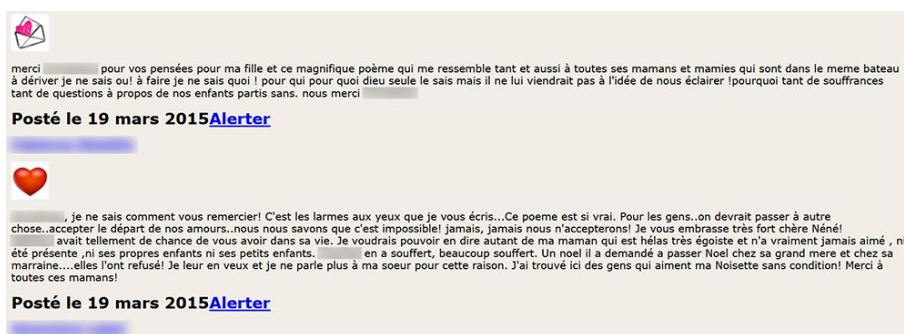 merci pour vos pensées pour ma fille et ce magnifique poème qui me ressemble tant et aussi à toutes ses mamans et mamies qui sont dans le meme bateau
à dériver je ne sais ou! à faire je ne sais quoi ! pour qui pour quoi dieu seule le sais mais il ne lui viendrait pas à l'idée de nous éclairer !pourquoi tant de souffrances
tant de questions à propos de nos enfants partis sans. nous merci
Posté le 19 mars 2015Alerter
, je ne sais comment vous remercier! C'est les larmes aux yeux que je vous écris...Ce poeme est si vrai. Pour les gens..on devrait passer à autre
chose..accepter le départ de nos amours..nous nous savons que c'est impossible! jamais, jamais nous n'accepterons! Je vous embrasse très fort chère Néné!
avait tellement de chance de vous avoir dans sa vie. Je voudrais pouvoir en dire autant de ma maman qui est hélas très égoiste et n'a vraiment jamais aimé , ni
été présente ,ni ses propres enfants ni ses petits enfants. en a souffert, beaucoup souffert. Un noel il a demandé a passer Noel chez sa grand mere et chez sa
marraine....elles l'ont refusé! Je leur en veux et je ne parle plus à ma soeur pour cette raison. J'ai trouvé ici des gens qui aiment ma Noisette sans condition! Merci à
toutes ces mamans!
Posté le 19 mars 2015Alerter